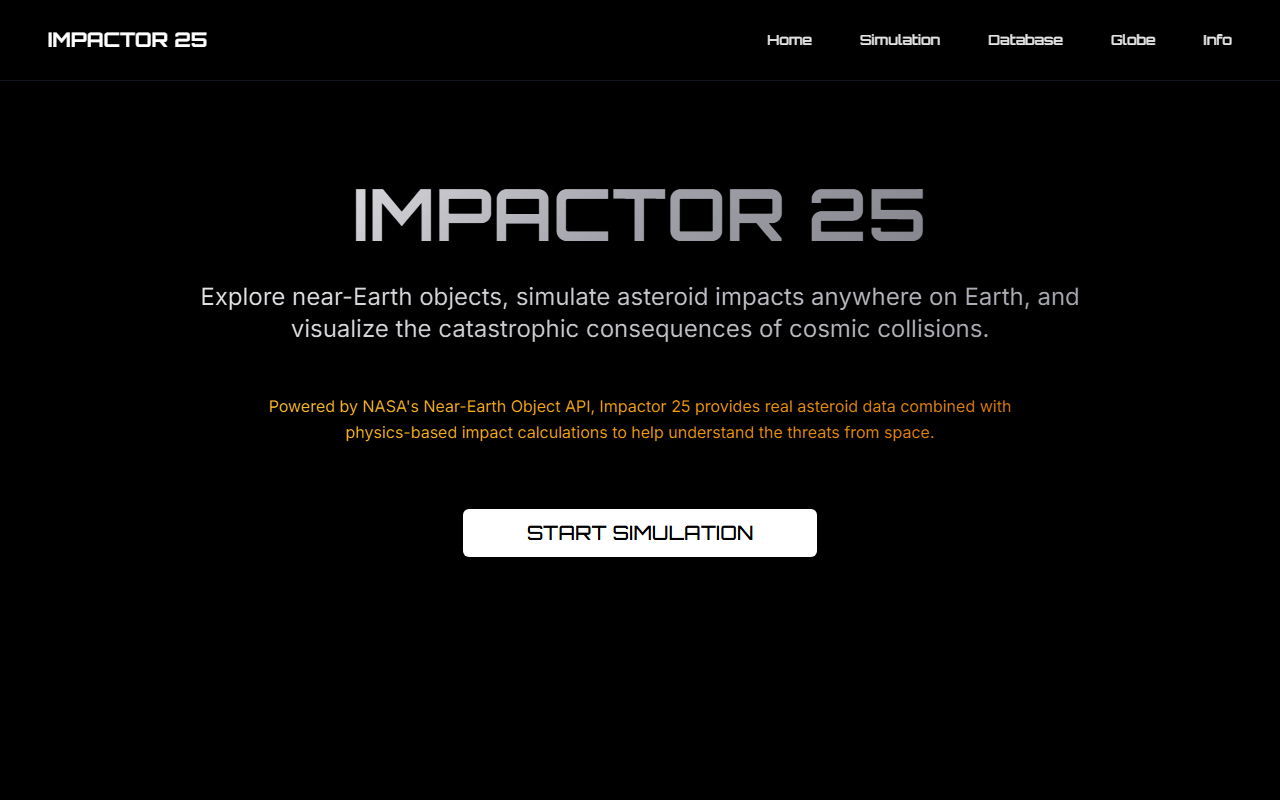 IMPACTOR 25
Home
Simulation
Database
Globe
Info
IMPACTOR 25
Explore near-Earth objects, simulate asteroid impacts anywhere on Earth, and
visualize the catastrophic consequences of cosmic collisions.
Powered by NASA's Near-Earth Object API, Impactor 25 provides real asteroid data combined with
physics-based impact calculations to help understand the threats from space.
START SIMULATION